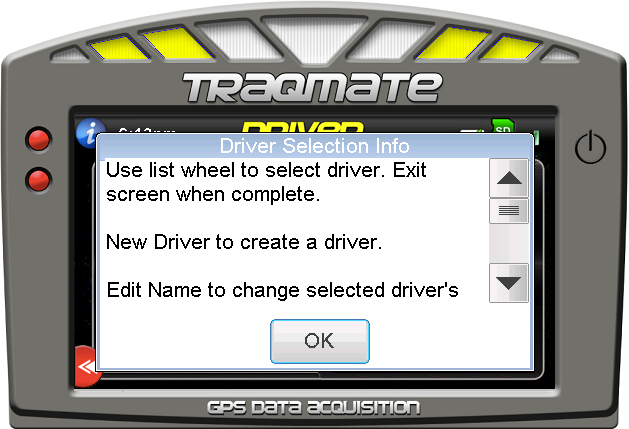 TRAQMATE
DRIVER
SD
Driver Selection Info
Use list wheel to select driver. Exit
screen when complete.
New Driver to create a driver.
Edit Name to change selected driver's
OK
GPS DATA ACQUISITION